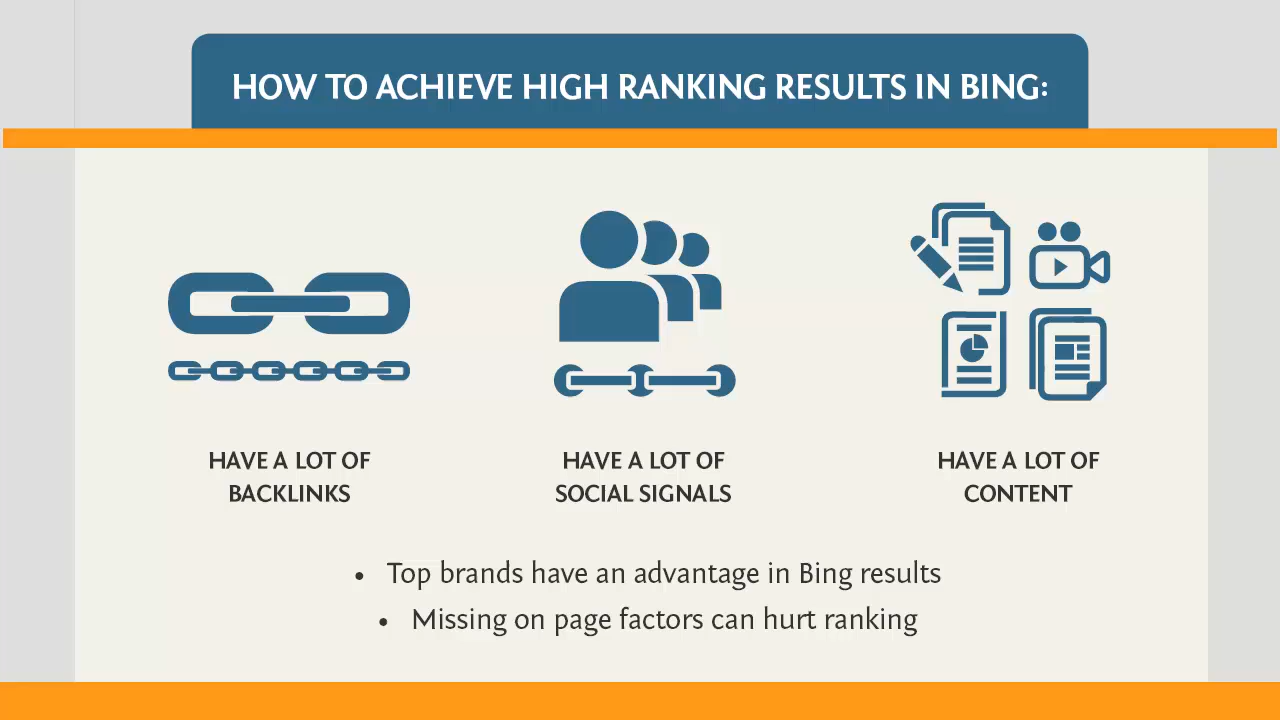 HOW TO ACHIEVE HIGH RANKING RESULTS IN BING:
HAVE A LOT OF
BACKLINKS
HAVE A LOT OF
SOCIAL SIGNALS
HAVE A LOT OF
CONTENT
• Top brands have an advantage in Bing results
• Missing on page factors can hurt ranking